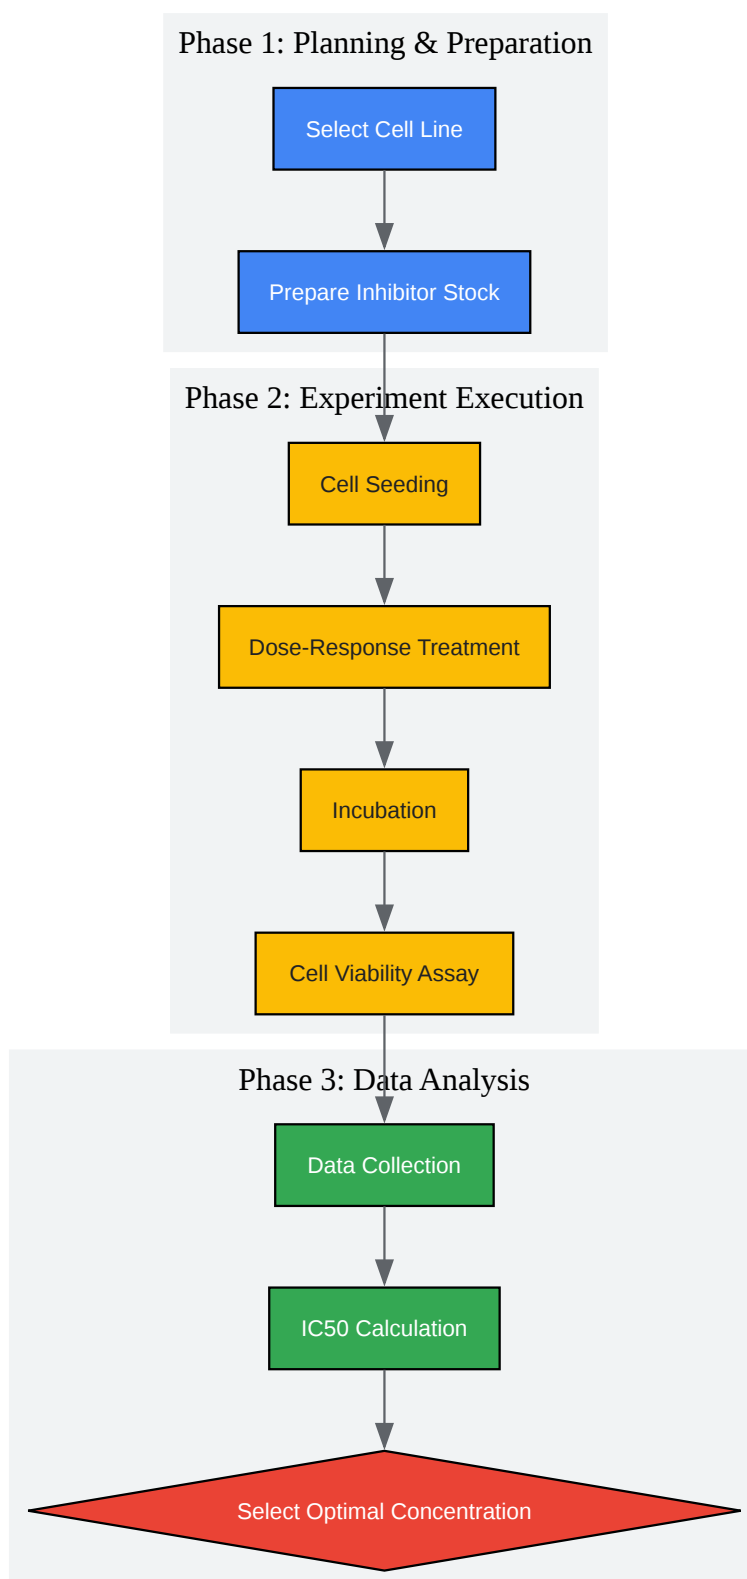 Phase 1: Planning & Preparation
Select Cell Line
Prepare Inhibitor Stock
Phase 2: Experiment Execution
Cell Seeding
Dose-Response Treatment
Incubation
Cell Viability Assay
Phase 3: Data Analysis
Data Collection
IC50 Calculation
Select Optimal Concentration